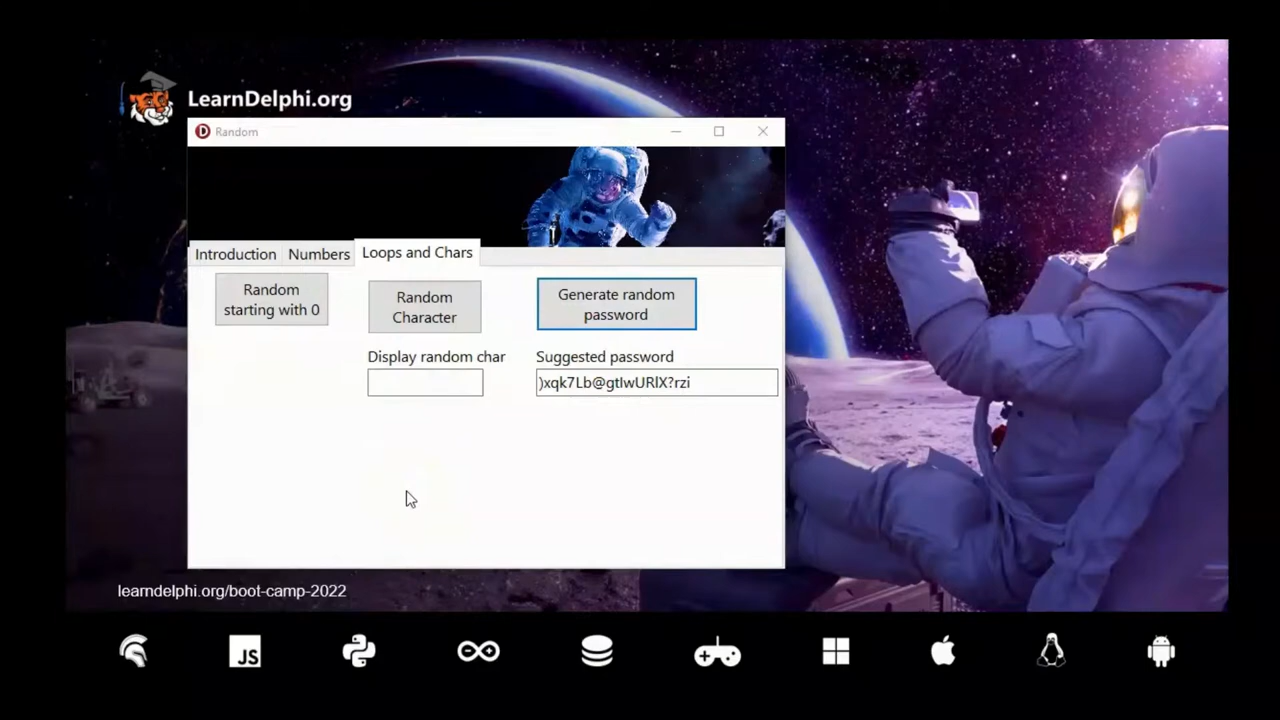 LearnDelphi.org
Random
Introduction
Numbers
Loops and Chars
Random
starting with 0
Random
Character
Generate random
password
Display random char
Suggested password
)xqk7Lb@gtIwURlX?rzi
learndelphi.org/boot-camp-2022
JS